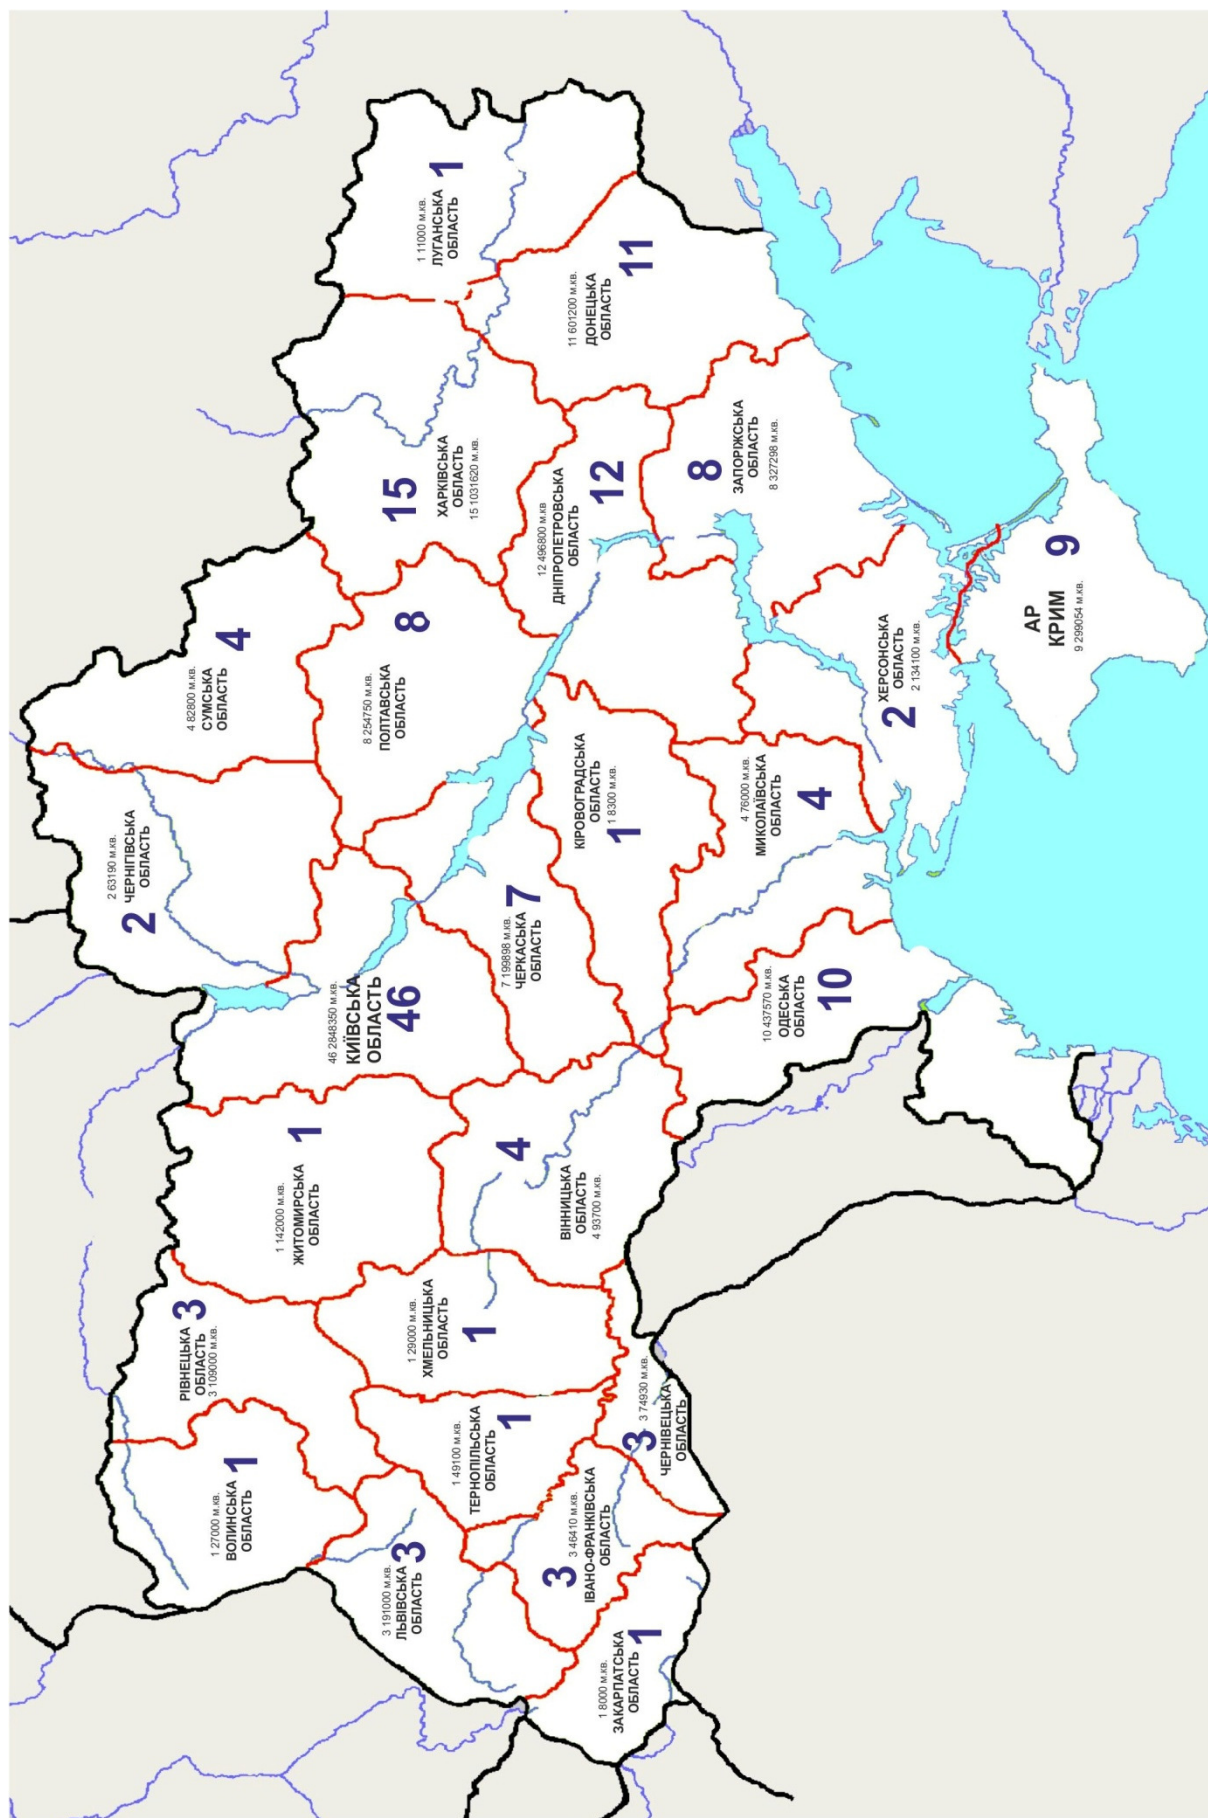 1 27000 м.кв.
ВОЛИНСЬКА
ОБЛАСТЬ
1
РІВНЕЦЬКА
ОБЛАСТЬ
3 109000 м.кв.
3
1 142000 м.кв.
ЖИТОМИРСЬКА
ОБЛАСТЬ
1
46 2848350 м.кв.
КИЇВСЬКА
ОБЛАСТЬ
46
2 63190 м.кв.
ЧЕРНІГІВСЬКА
ОБЛАСТЬ
2
4 82800 м.кв.
СУМСЬКА
ОБЛАСТЬ
4
3 191000 м.кв.
ЛЬВІВСЬКА
ОБЛАСТЬ
3
1 49100 м.кв.
ТЕРНОПІЛЬСЬКА
ОБЛАСТЬ
1
1 29000 м.кв.
ХМЕЛЬНИЦЬКА
ОБЛАСТЬ
1
4
ВІННИЦЬКА
ОБЛАСТЬ
4 93700 м.кв.
7 199898 м.кв.
ЧЕРКАСЬКА
ОБЛАСТЬ
7
8 254750 м.кв.
ПОЛТАВСЬКА
ОБЛАСТЬ
8
15
ХАРКІВСЬКА
ОБЛАСТЬ
15 1031620 м.кв
1 11000 м.кв.
ЛУГАНСЬКА
ОБЛАСТЬ
1
1 8000 м.кв.
ЗАКАРПАТСЬКА
ОБЛАСТЬ
1
3
3 46410 м.кв.
ІВАНО-ФРАНКІВСЬКА
ОБЛАСТЬ
3
3 74930 м.кв.
ЧЕРНІВЕЦЬКА
ОБЛАСТЬ
КІРОВОГРАДСЬКА
ОБЛАСТЬ
1 8300 м.кв.
1
12 496800 м.кв
ДНІПРОПЕТРОВСЬКА
ОБЛАСТЬ
12
11 601200 м.кв.
ДОНЕЦЬКА
ОБЛАСТЬ
11
10 437570 м.кв.
ОДЕСЬКА
ОБЛАСТЬ
10
4 76000 м.кв.
МИКОЛАЇВСЬКА
ОБЛАСТЬ
4
8
ЗАПОРІЖСЬКА
ОБЛАСТЬ
8 327298 м.кв.
2
ХЕРСОНСЬКА
ОБЛАСТЬ
2 134100 м.кв.
АР
КРИМ
9
9 299054 м.кв.